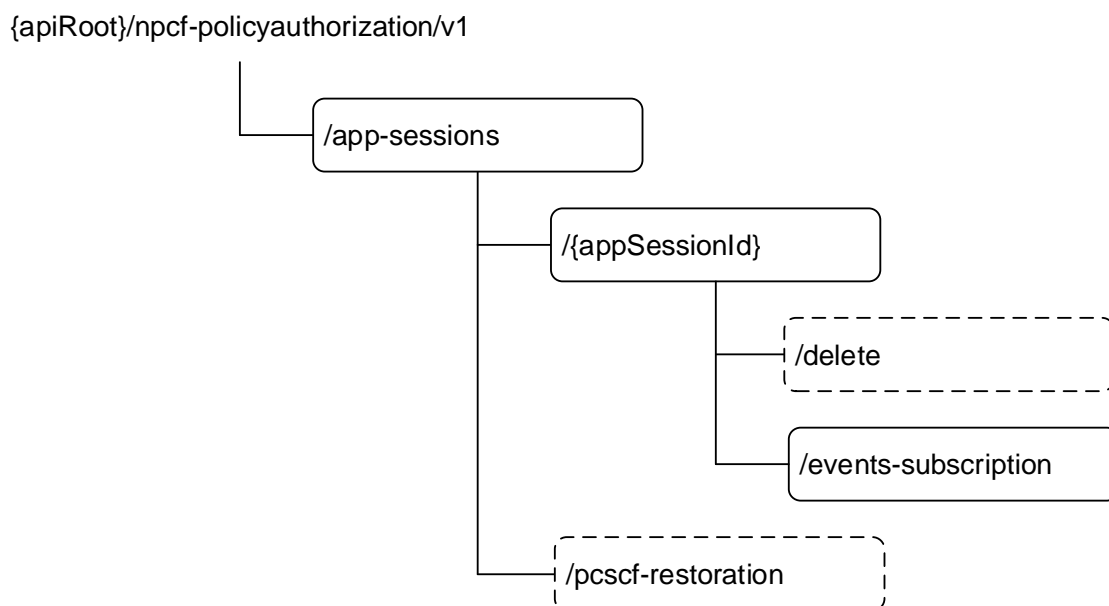 {apiRoot}/npcf-policyauthorization/v1
/app-sessions
/{appSessionId}
/delete
/events-subscription
/pcscf-restoration